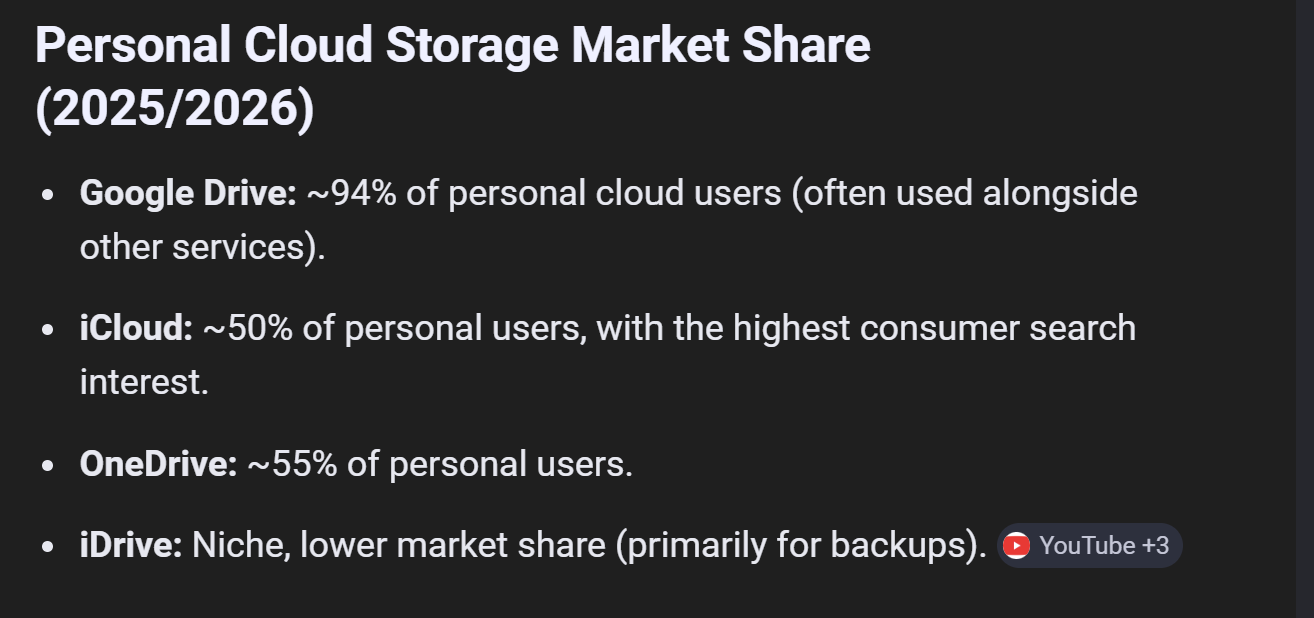 Personal Cloud Storage Market Share
(2025/2026)
• Google Drive: ~94% of personal cloud users (often used alongside
other services).
• iCloud: ~50% of personal users, with the highest consumer search
interest.
• OneDrive: ~55% of personal users.
• iDrive: Niche, lower market share (primarily for backups). YouTube +3